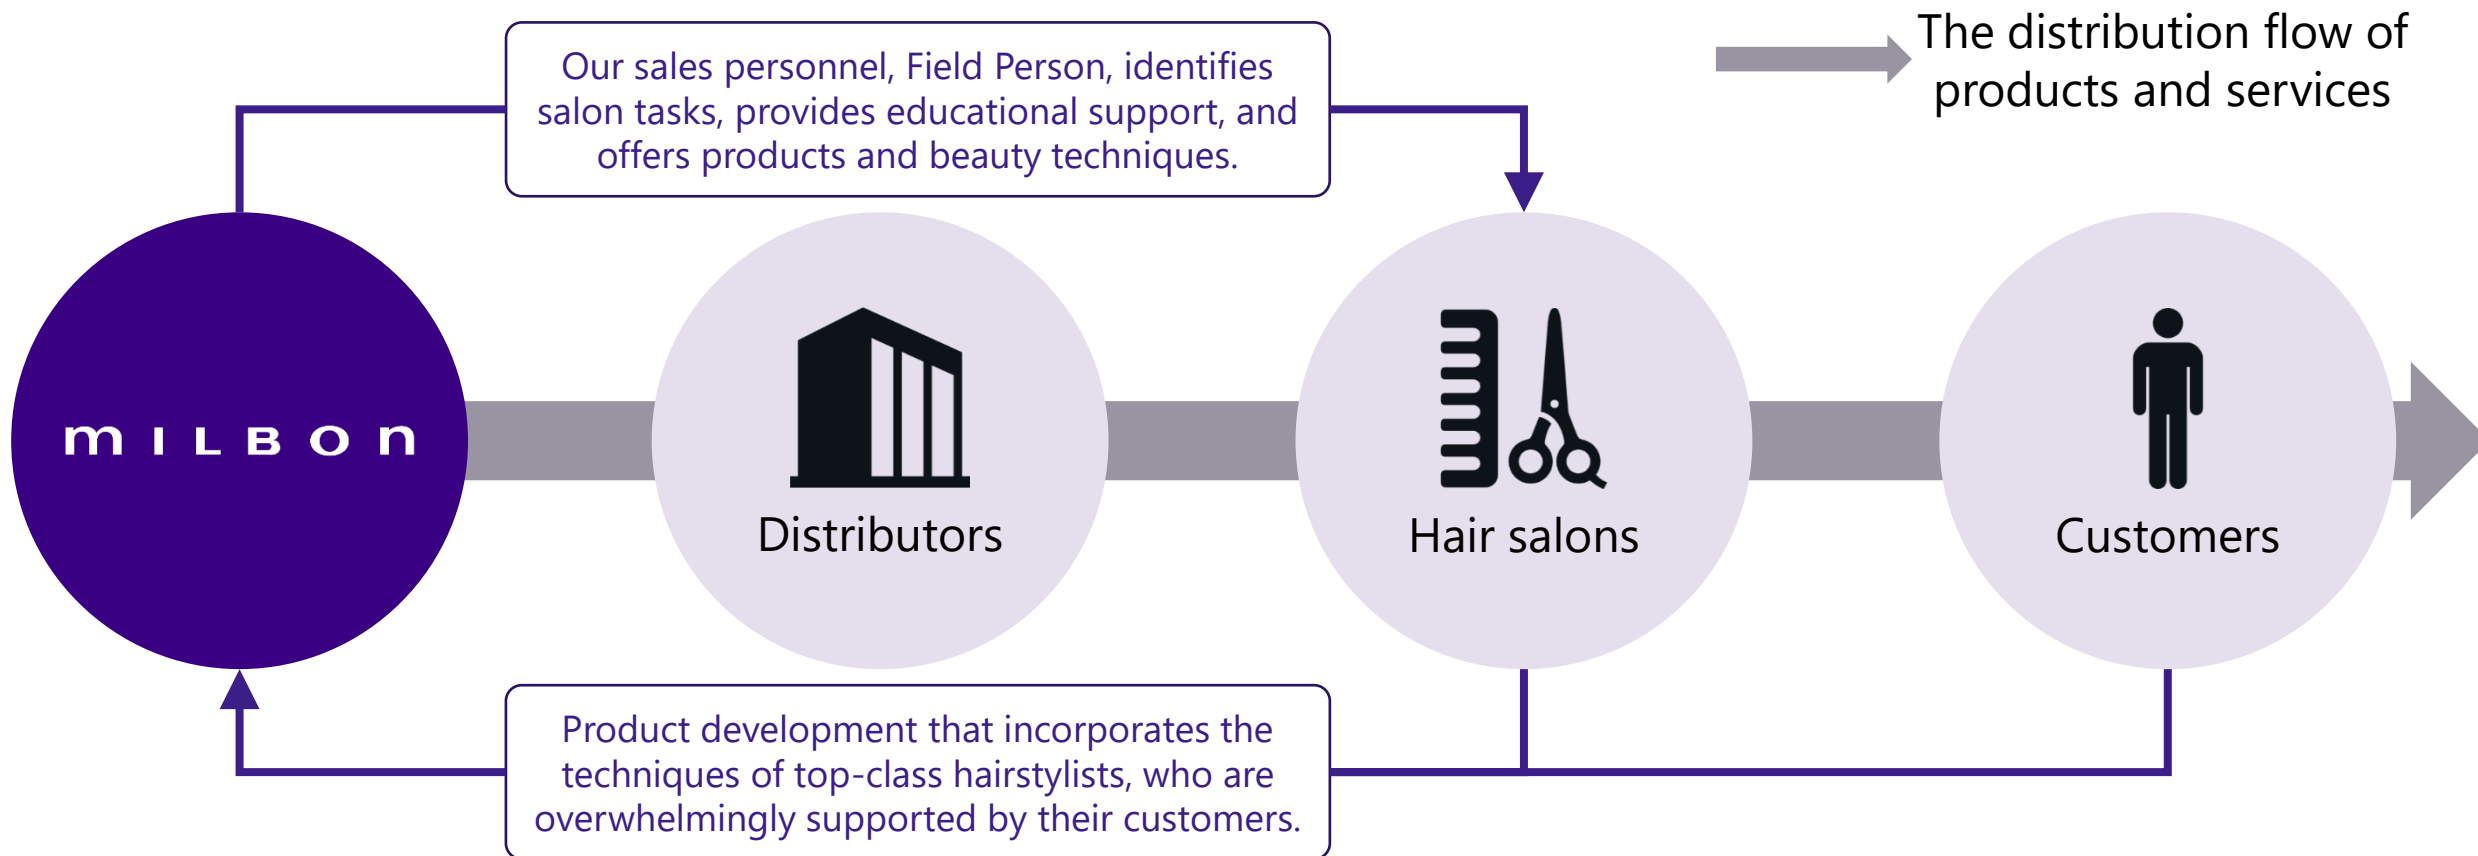 The distribution flow of
products and services
Our sales personnel, Field Person, identifies
salon tasks, provides educational support, and
offers products and beauty techniques.
mILBOn
Distributors
Hair salons
Customers
Product development that incorporates the
techniques of top-class hairstylists, who are
overwhelmingly supported by their customers.